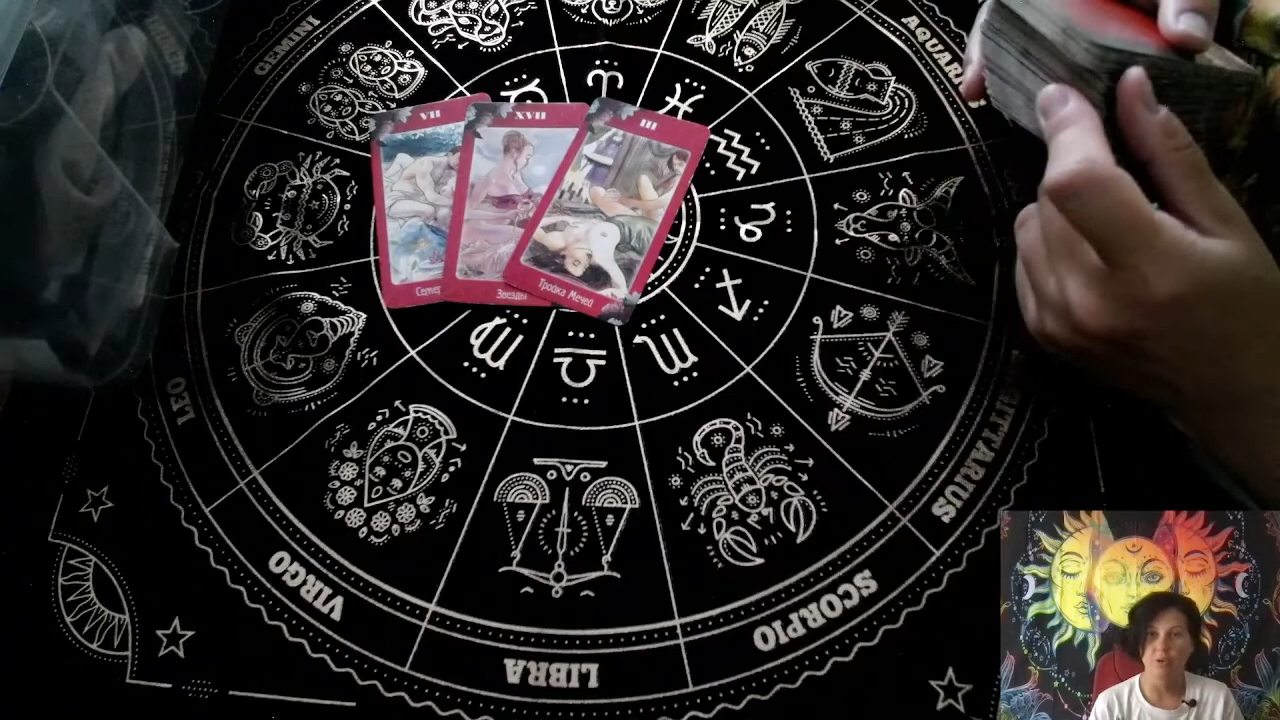 GEMINI
AQUARIUS
VII
XVII
III
Звезды
Тройка Мечей
LEO
SAGITTARIUS
VIRGO
SCORPIO
LIBRA